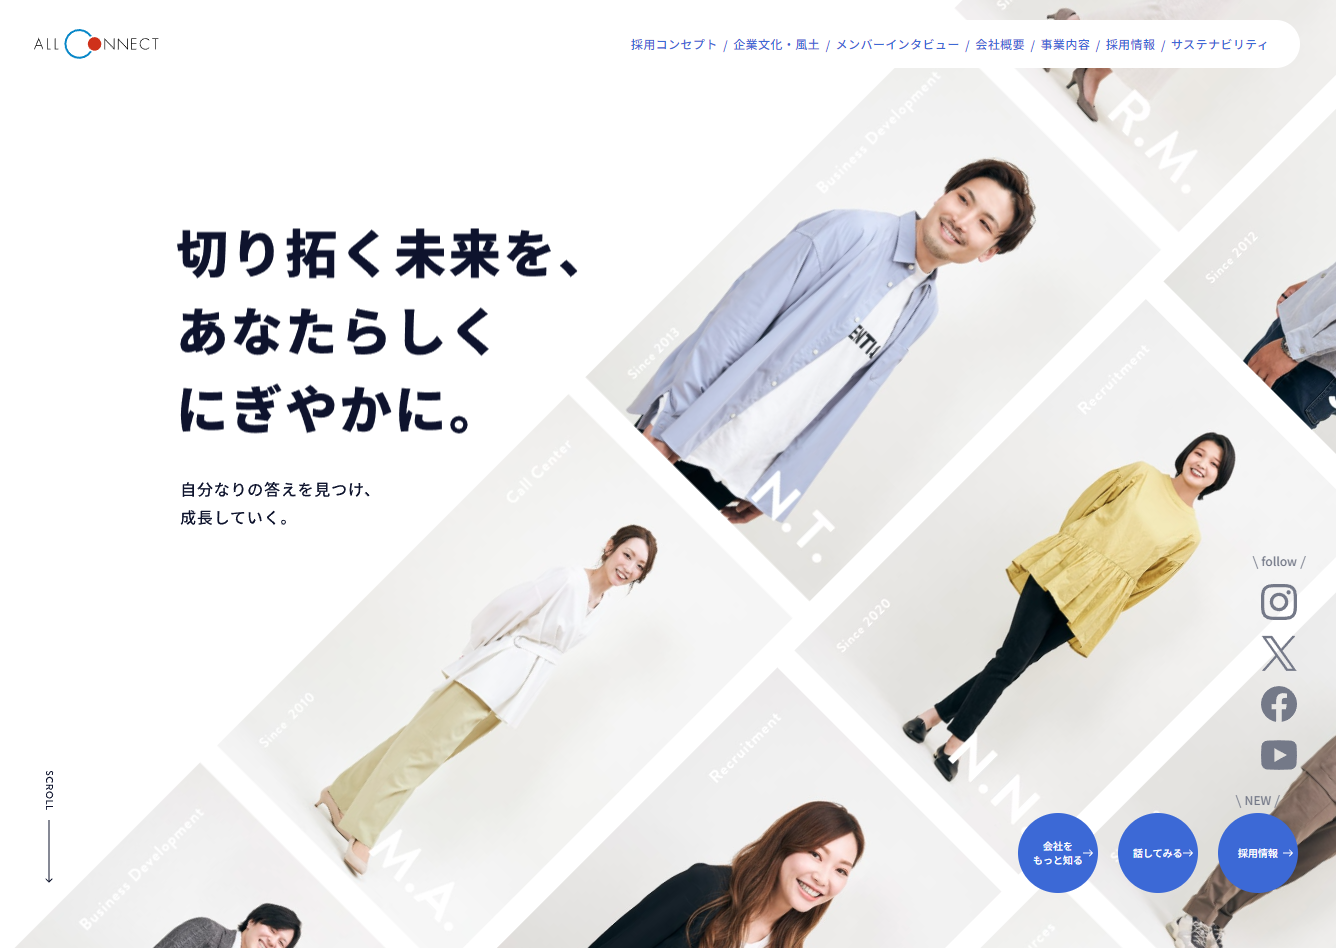 ALL CONNECT
採用コンセプト / 企業文化・風土 / メンバーインタビュー / 会社概要 / 事業内容 / 採用情報 / サステナビリティ
切り拓く未来を、
あなたらしく
にぎやかに。
自分なりの答えを見つけ、
成長していく。
R.M.
Business Development
Since 2013
ENTIA
N.T.
Since 2012
Recruitment
Since 2020
N.N.
Call Center
Since 2010
M.A.
Recruitment
Business Development
\ follow /
\ NEW /
会社を
もっと知る
話してみる
採用情報
SCROLL